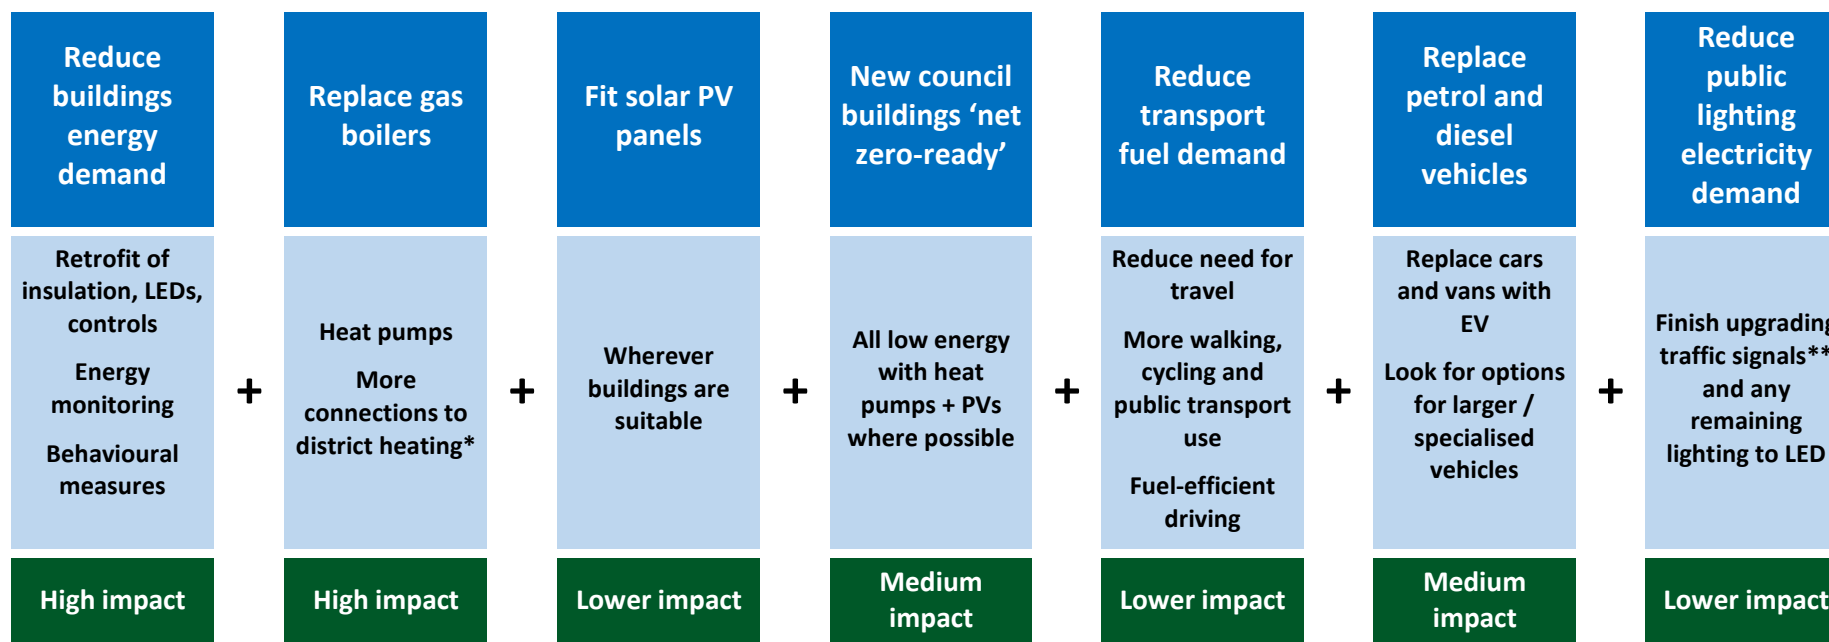 Reduce
buildings
energy
demand
Retrofit of
insulation, LEDs,
controls
Energy
monitoring
Behavioural
measures
High impact
+
Replace gas
boilers
Heat pumps
More
connections to
district heating*
High impact
+
Fit solar PV
panels
Wherever
buildings are
suitable
Lower impact
+
New council
buildings ‘net
zero-ready’
All low energy
with heat
pumps + PVs
where possible
Medium
impact
+
Reduce
transport
fuel demand
Reduce need for
travel
More walking,
cycling and
public transport
use
Fuel-efficient
driving
Lower impact
+
Replace
petrol and
diesel
vehicles
Replace cars
and vans with
EV
Look for options
for larger /
specialised
vehicles
Medium
impact
+
Reduce
public
lighting
electricity
demand
Finish upgrading
traffic signals**
and any
remaining
lighting to LED
Lower impact